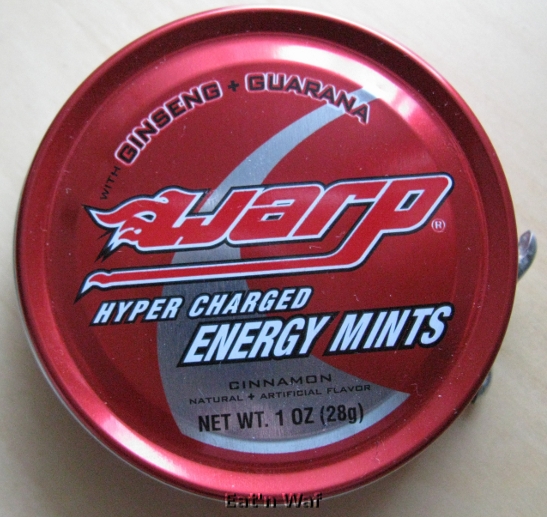 WITH GINSENG + GUARANA
warp®
HYPER CHARGED
ENERGY MINTS
CINNAMON
NATURAL + ARTIFICIAL FLAVOR
NET WT. 1 OZ (28g)
Eat'n Waf